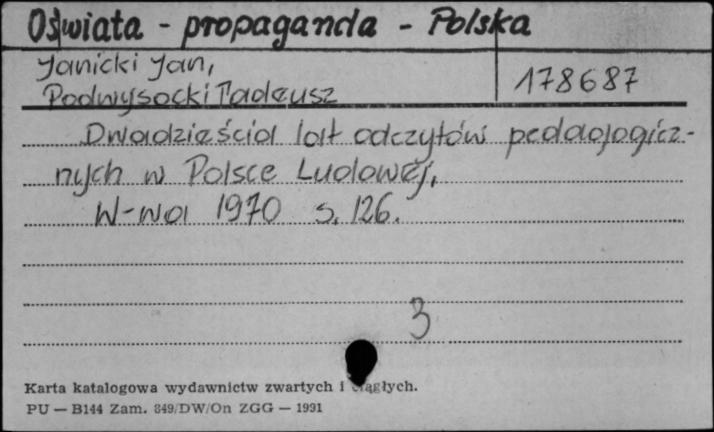 Oświata - propaganda - Polska
Janicki Jan,
Podwysocki Tadeusz
178687
Dwadzieścia lat odczytów pedagogicz-
nych w Polsce Ludowej,
W-wa 1970 s. 126.
3
Karta katalogowa wydawnictw zwartych i ciągłych.
PU — B144 Zam. 849/DW/On ZGG — 1991